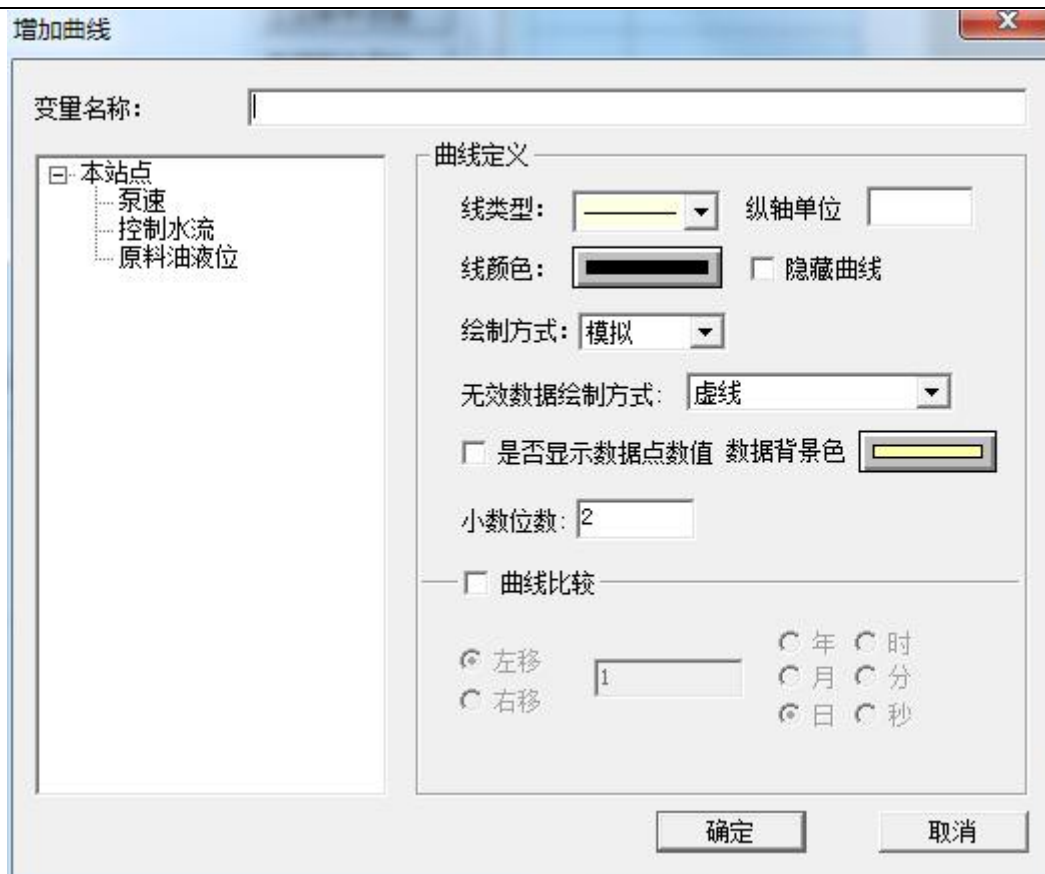 增加曲线
变量名称：
本站点
泵速
控制水流
原料油液位
曲线定义
线类型： 纵轴单位
线颜色： 隐藏曲线
绘制方式：模拟
无效数据绘制方式：虚线
是否显示数据点数值 数据背景色
小数位数：2
曲线比较
左移 1 年 时
右移 月 分
日 秒
确定 取消